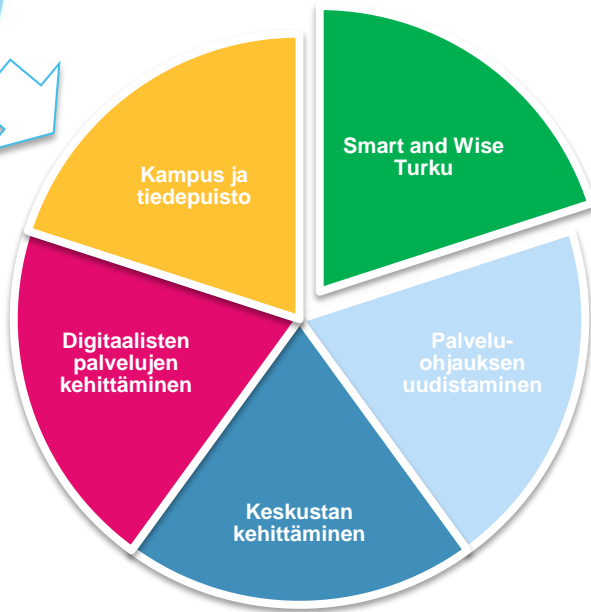 Smart and Wise
Turku
Kampus ja
tiedepuisto
Palvelu-
ohjauksen
uudistaminen
Digitaalisten
palvelujen
kehittäminen
Keskustan
kehittäminen